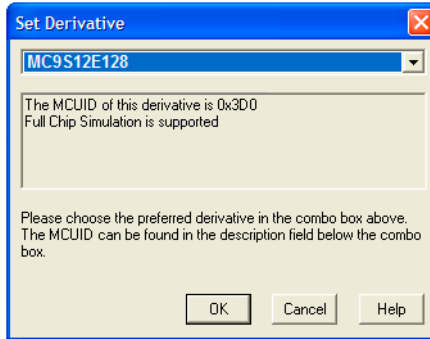 Set Derivative
MC9S12E128
The MCUID of this derivative is 0x3D0
Full Chip Simulation is supported
Please choose the preferred derivative in the combo box above.
The MCUID can be found in the description field below the combo
box.
OK Cancel Help